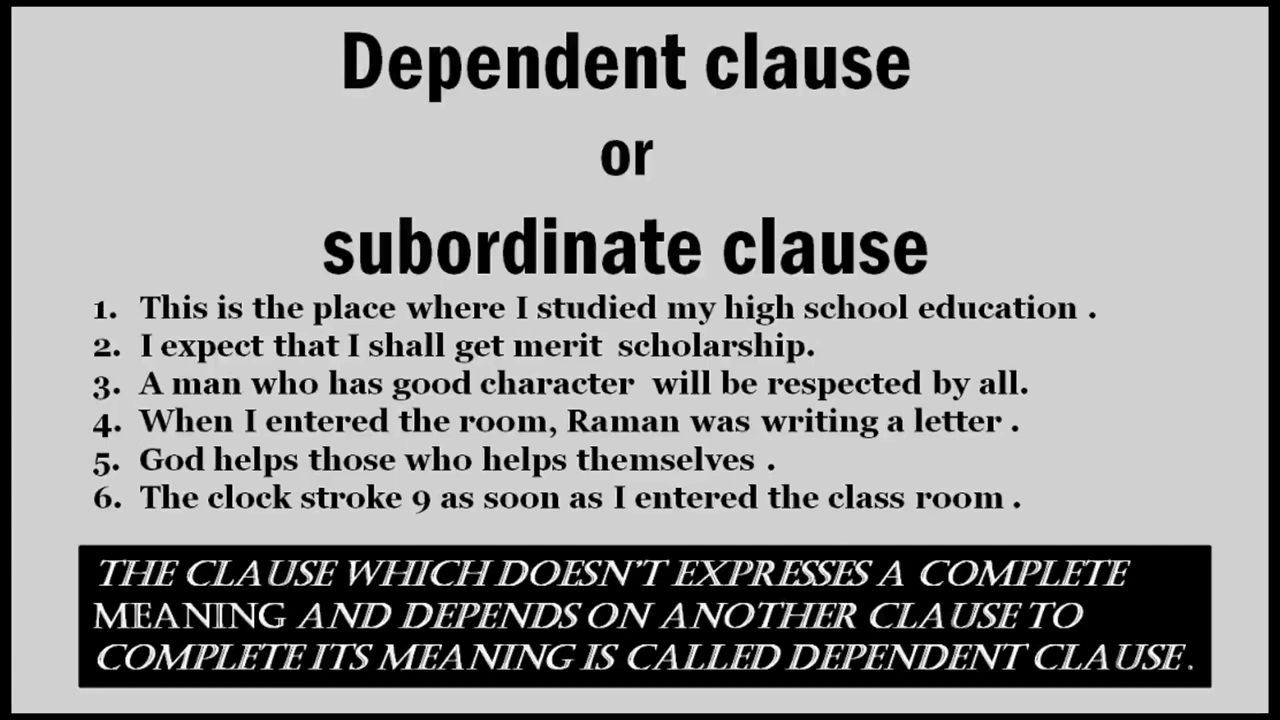 Dependent clause
or
subordinate clause
1. This is the place where I studied my high school education .
2. I expect that I shall get merit scholarship.
3. A man who has good character will be respected by all.
4. When I entered the room, Raman was writing a letter .
5. God helps those who helps themselves .
6. The clock stroke 9 as soon as I entered the class room .
THE CLAUSE WHICH DOESN'T EXPRESSES A COMPLETE
MEANING AND DEPENDS ON ANOTHER CLAUSE TO
COMPLETE ITS MEANING IS CALLED DEPENDENT CLAUSE.